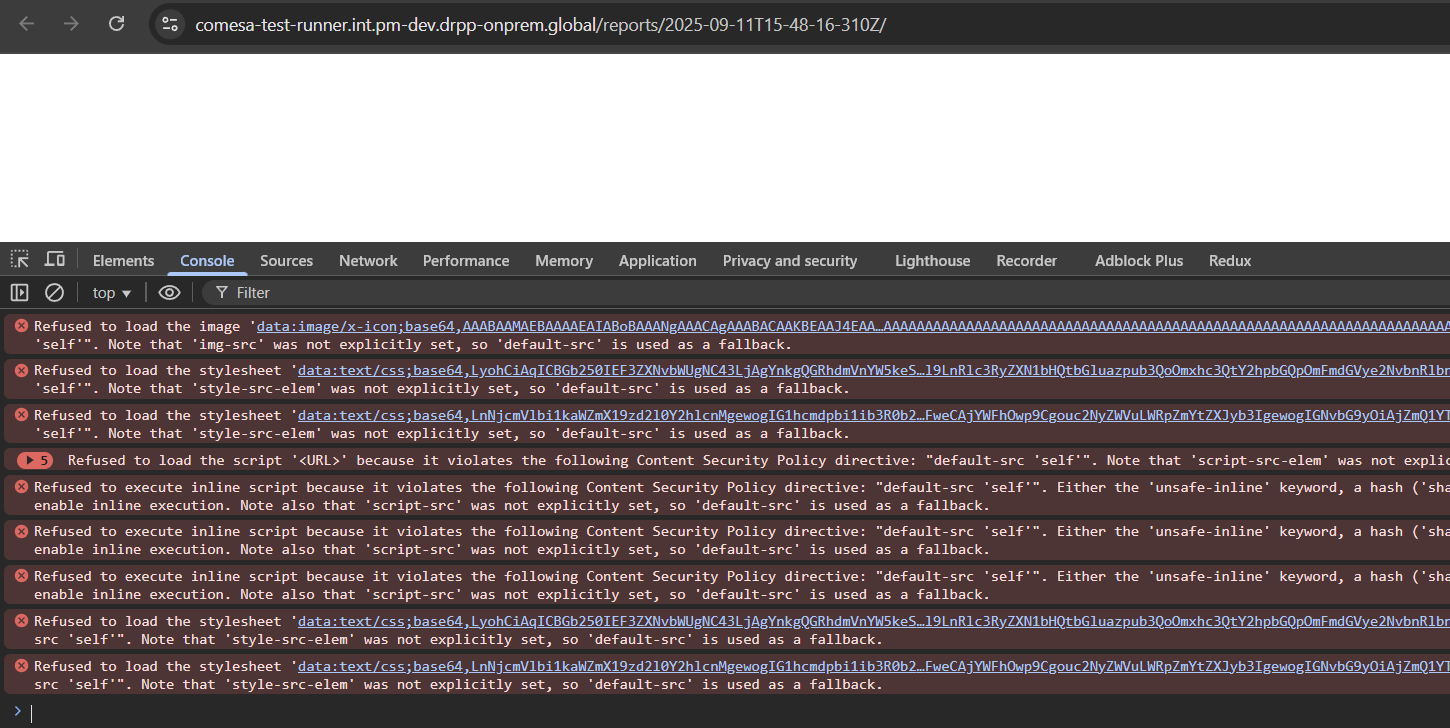 comesa-test-runner.int.pm-dev.drpp-onprem.global/reports/2025-09-11T15-48-16-310Z/
Elements Console Sources Network Performance Memory Application Privacy and security Lighthouse Recorder Adblock Plus Redux
top Filter
Refused to load the image 'data:image/x-icon;base64,
'self'". Note that 'img-src' was not explicitly set, so 'default-src' is used as a fallback.
Refused to load the stylesheet 'data:text/css;base64,
'self'". Note that 'style-src-elem' was not explicitly set, so 'default-src' is used as a fallback.
Refused to load the stylesheet 'data:text/css;base64,
'self'". Note that 'style-src-elem' was not explicitly set, so 'default-src' is used as a fallback.
5 Refused to load the script '<URL>' because it violates the following Content Security Policy directive: "default-src 'self'". Note that 'script-src-elem' was not explic
Refused to execute inline script because it violates the following Content Security Policy directive: "default-src 'self'". Either the 'unsafe-inline' keyword, a hash ('sha
enable inline execution. Note also that 'script-src' was not explicitly set, so 'default-src' is used as a fallback.
Refused to execute inline script because it violates the following Content Security Policy directive: "default-src 'self'". Either the 'unsafe-inline' keyword, a hash ('sha
enable inline execution. Note also that 'script-src' was not explicitly set, so 'default-src' is used as a fallback.
Refused to execute inline script because it violates the following Content Security Policy directive: "default-src 'self'". Either the 'unsafe-inline' keyword, a hash ('sha
enable inline execution. Note also that 'script-src' was not explicitly set, so 'default-src' is used as a fallback.
Refused to load the stylesheet 'data:text/css;base64,
src 'self'". Note that 'style-src-elem' was not explicitly set, so 'default-src' is used as a fallback.
Refused to load the stylesheet 'data:text/css;base64,
src 'self'". Note that 'style-src-elem' was not explicitly set, so 'default-src' is used as a fallback.
>